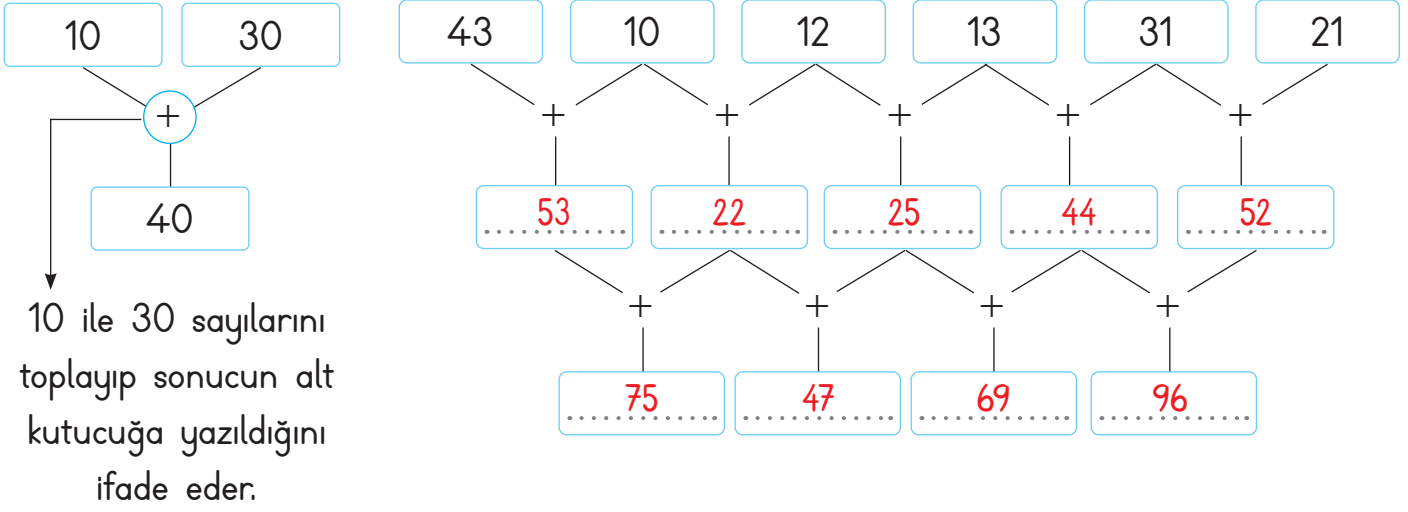 10 30
+
40
10 ile 30 sayılarını
toplayıp sonucun alt
kutucuğa yazıldığını
ifade eder.
43 10 12 13 31 21
+ + + + +
53 22 25 44 52
+ + + +
75 47 69 96